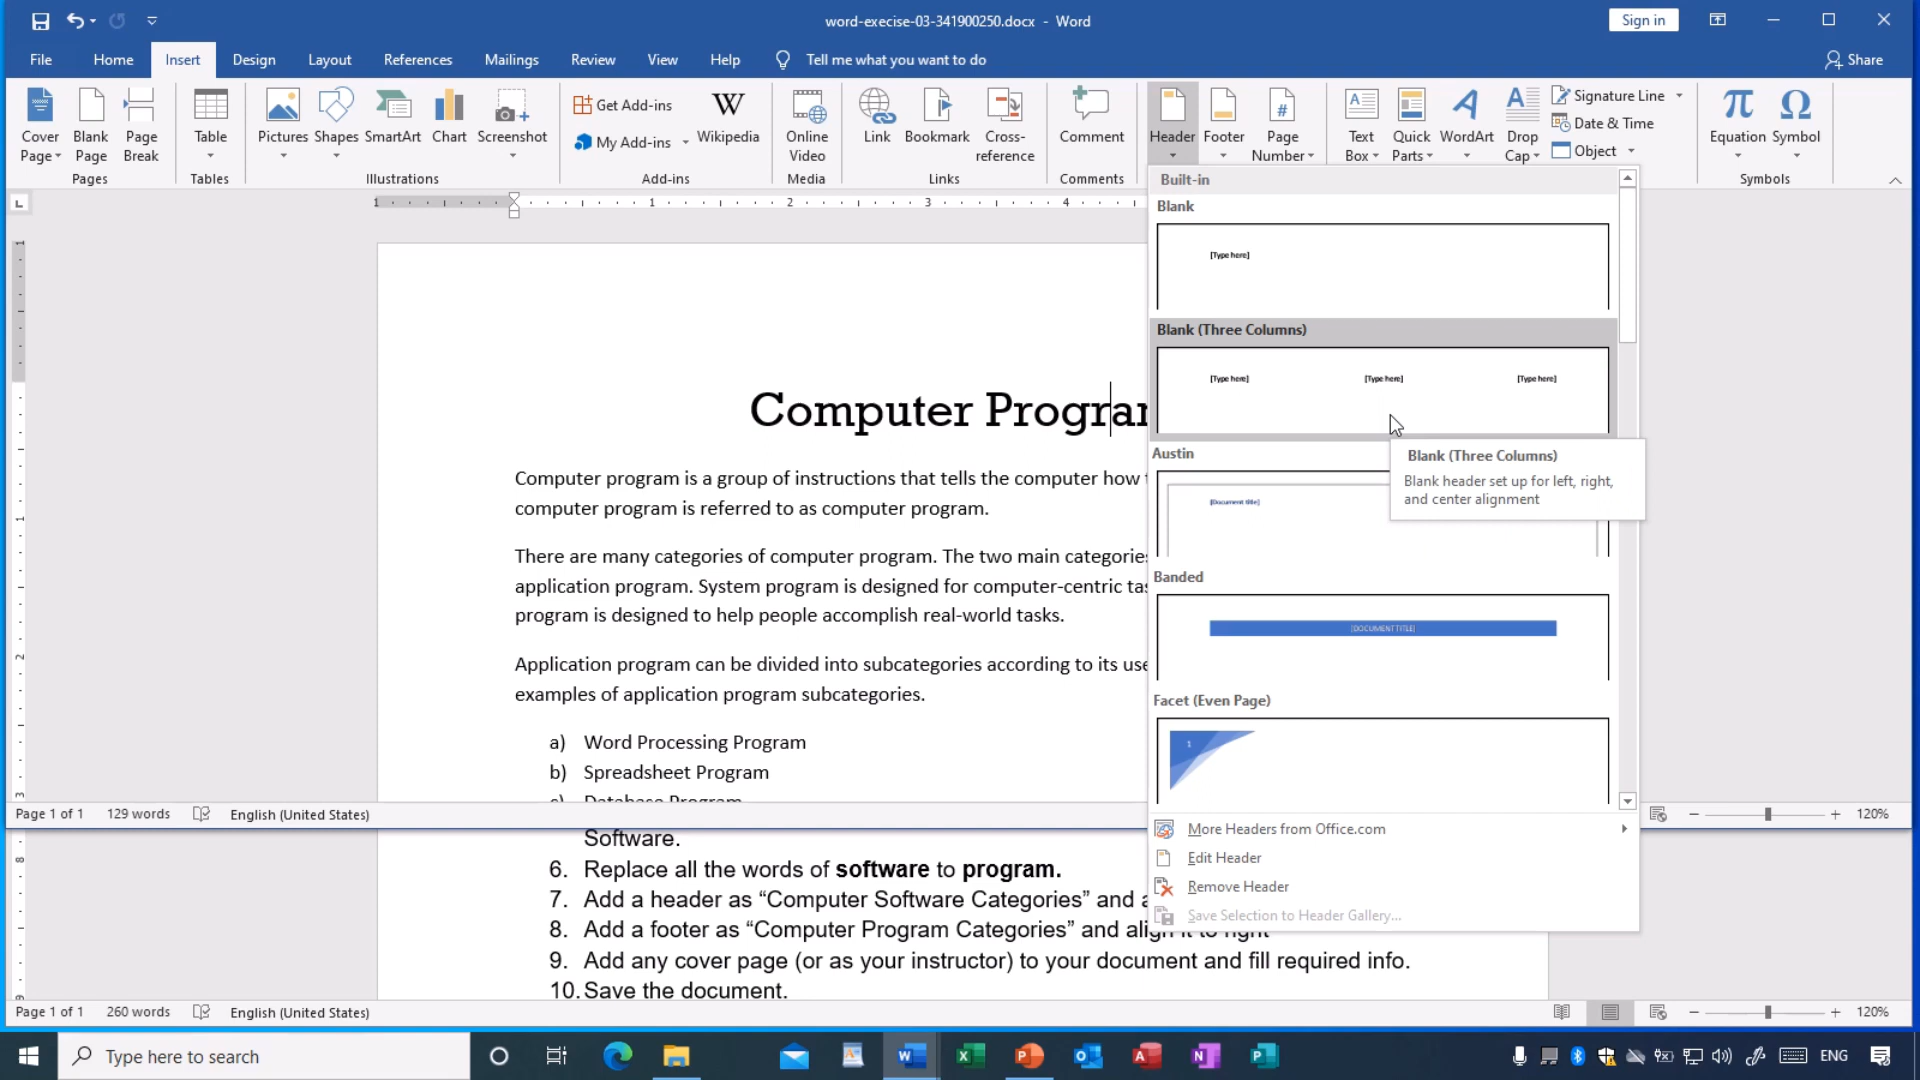 word-execise-03-341900250.docx - Word
Sign in
File Home Insert Design Layout References Mailings Review View Help Tell me what you want to do
Share
Cover Page
Blank Page
Page Break
Pages
Table
Tables
Pictures
Shapes
SmartArt
Chart
Screenshot
Illustrations
Get Add-ins
My Add-ins
Wikipedia
Add-ins
Online Video
Media
Link
Bookmark
Cross-reference
Links
Comment
Comments
Header
Footer
Page Number
Text Box
Quick Parts
WordArt
Drop Cap
Signature Line
Date & Time
Object
Equation
Symbol
Symbols
L
1 1 2 3 4
Built-in
Blank
[Type here]
Blank (Three Columns)
[Type here] [Type here] [Type here]
Blank (Three Columns)
Blank header set up for left, right,
and center alignment
Austin
[Document title]
Banded
[DOCUMENT TITLE]
Facet (Even Page)
1
More Headers from Office.com
Edit Header
Remove Header
Save Selection to Header Gallery...
Computer Progra
Computer program is a group of instructions that tells the computer how
computer program is referred to as computer program.
There are many categories of computer program. The two main categorie
application program. System program is designed for computer-centric ta
program is designed to help people accomplish real-world tasks.
Application program can be divided into subcategories according to its use
examples of application program subcategories.
a) Word Processing Program
b) Spreadsheet Program
c) Database Program
Page 1 of 1 129 words English (United States) 120%
Software.
6. Replace all the words of software to program.
7. Add a header as “Computer Software Categories” and a
8. Add a footer as “Computer Program Categories” and align it to right
9. Add any cover page (or as your instructor) to your document and fill required info.
10. Save the document.
Page 1 of 1 260 words English (United States) 120%
Type here to search
ENG